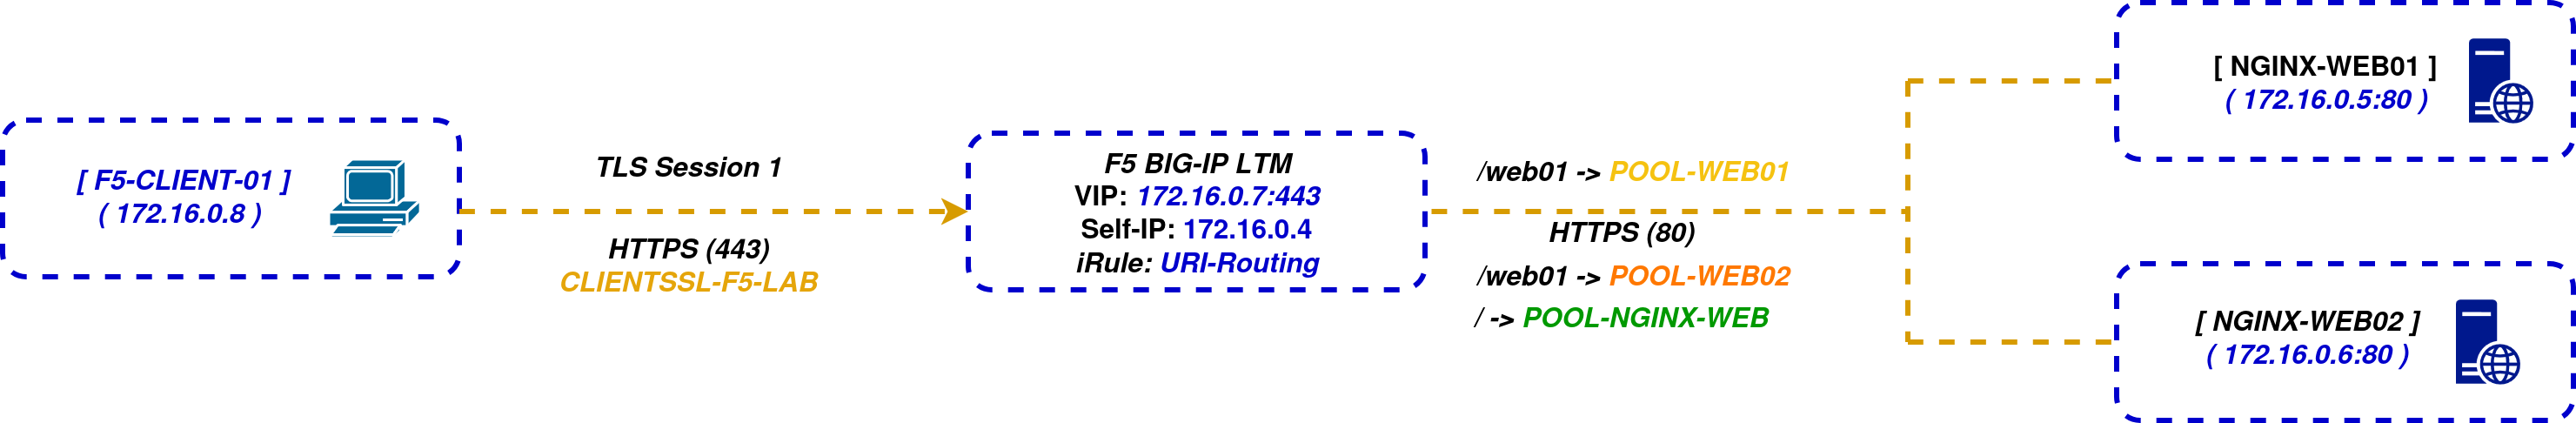 [ F5-CLIENT-01 ]
( 172.16.0.8 )
TLS Session 1
HTTPS (443)
CLIENTSSL-F5-LAB
F5 BIG-IP LTM
VIP: 172.16.0.7:443
Self-IP: 172.16.0.4
iRule: URI-Routing
/web01 -> POOL-WEB01
HTTPS (80)
/web01 -> POOL-WEB02
/ -> POOL-NGINX-WEB
[ NGINX-WEB01 ]
( 172.16.0.5:80 )
[ NGINX-WEB02 ]
( 172.16.0.6:80 )